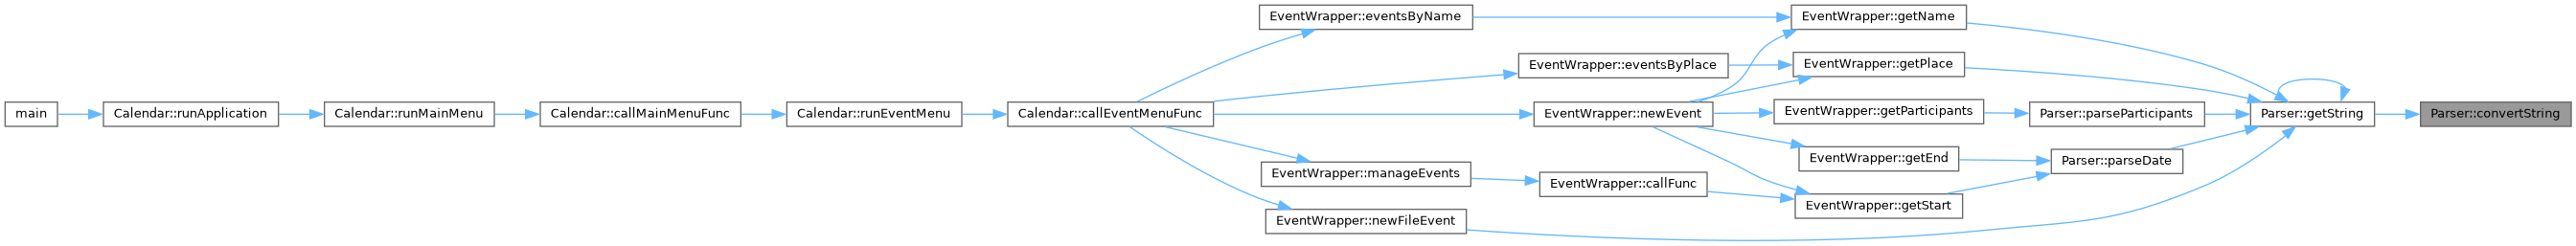 main
Calendar::runApplication
Calendar::runMainMenu
Calendar::callMainMenuFunc
Calendar::runEventMenu
Calendar::callEventMenuFunc
EventWrapper::eventsByName
EventWrapper::eventsByPlace
EventWrapper::newEvent
EventWrapper::manageEvents
EventWrapper::callFunc
EventWrapper::newFileEvent
EventWrapper::getName
EventWrapper::getPlace
EventWrapper::getParticipants
EventWrapper::getEnd
EventWrapper::getStart
Parser::parseParticipants
Parser::parseDate
Parser::getString
Parser::convertString